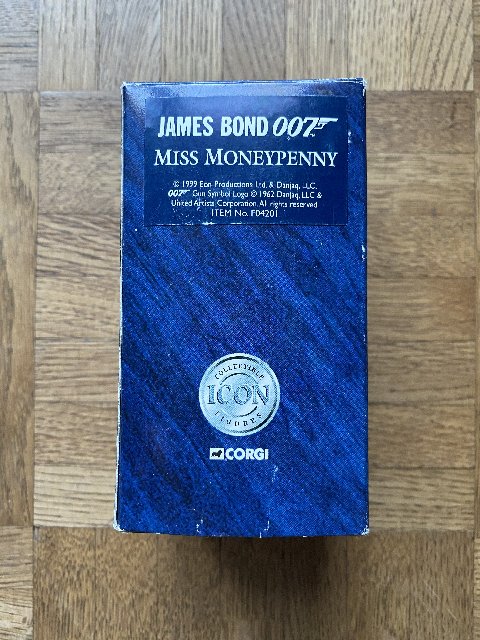 JAMES BOND 007
MISS MONEYPENNY
© 1999 Eon Productions Ltd. & Danjaq, LLC.
007 Gun Symbol Logo © 1962 Danjaq, LLC &
United Artists Corporation. All rights reserved
ITEM No. F04201
COLLECTIBLE
ICON
FIGURES
CORGI